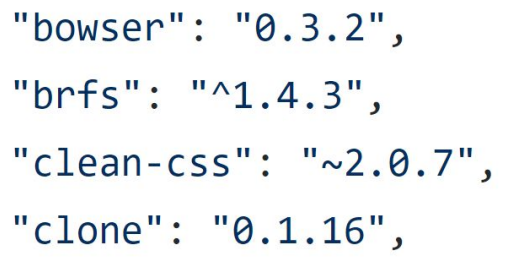 "bowser": "0.3.2",
"brfs": "^1.4.3",
"clean-css": "~2.0.7",
"clone": "0.1.16",